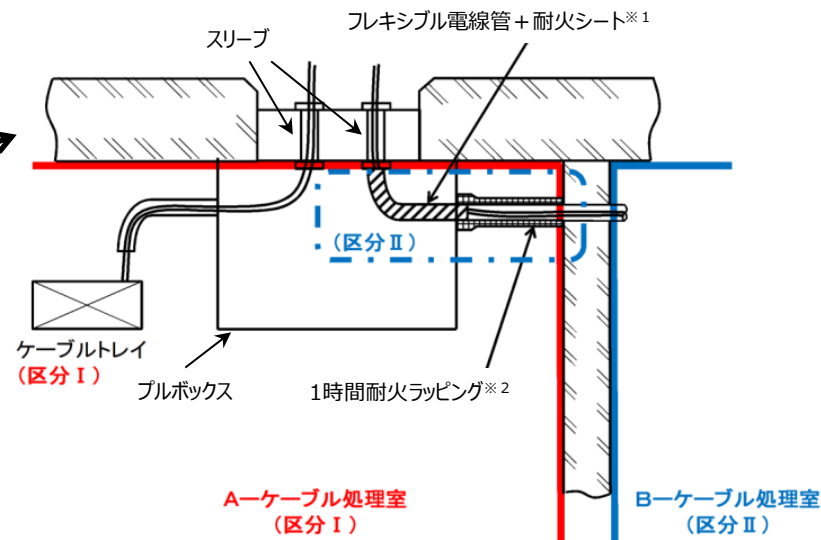 フレキシブル電線管＋耐火シート※1
スリーブ
（区分Ⅱ）
ケーブルトレイ
（区分Ⅰ）
プルボックス
1時間耐火ラッピング※2
A－ケーブル処理室
（区分Ⅰ）
B－ケーブル処理室
（区分Ⅱ）